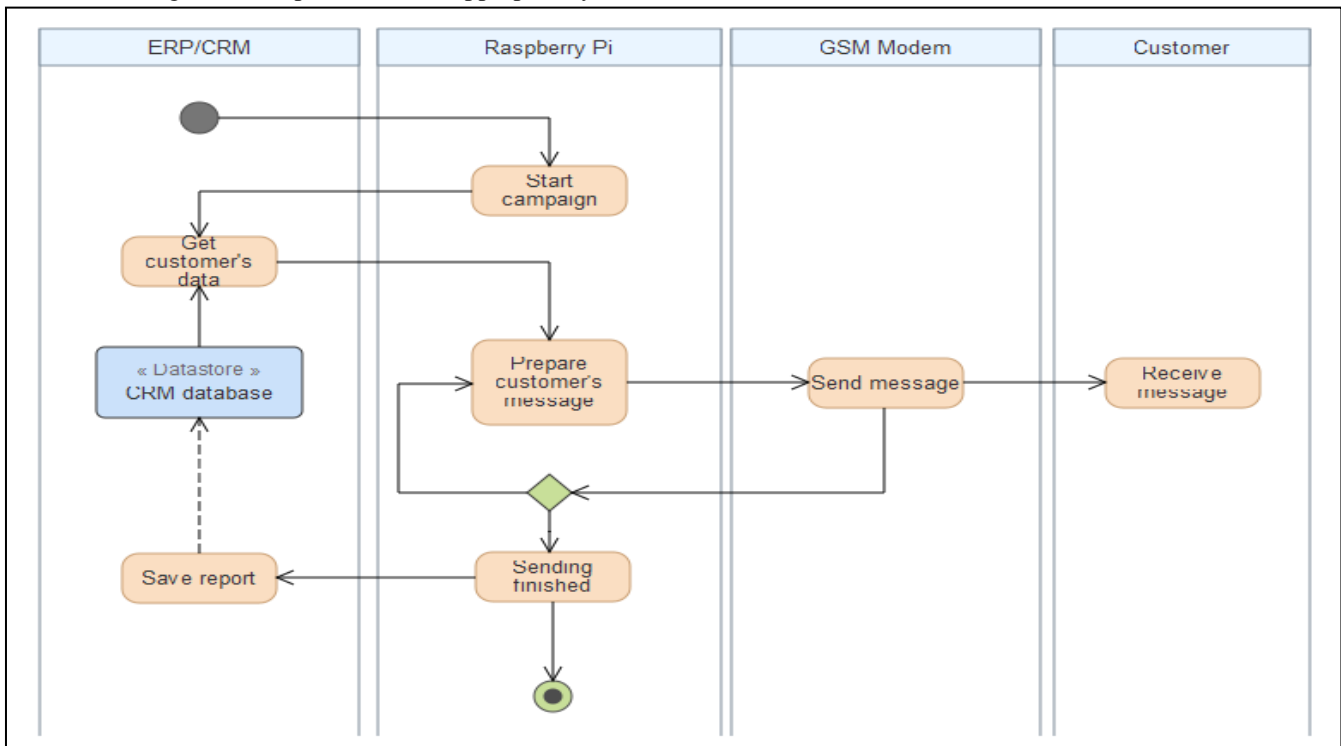 ERP/CRM
Raspberry Pi
GSM Modem
Customer
Start
campaign
Get
customer's
data
« Datastore »
CRM database
Prepare
customer's
message
Send message
Receive
message
Save report
Sending
finished